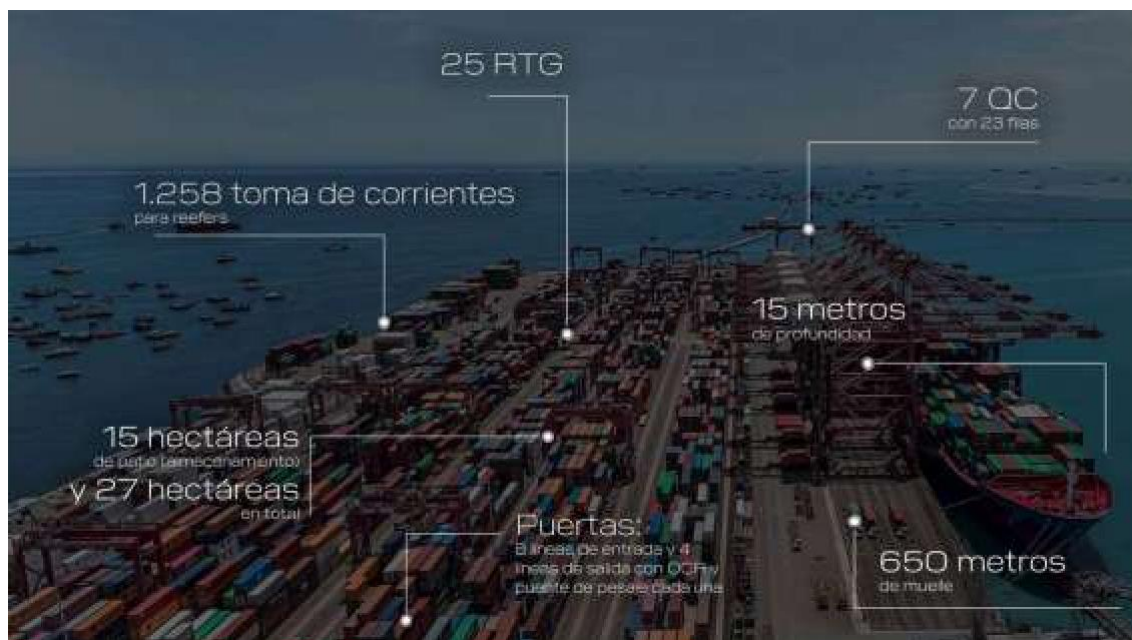 25 RTG
7 QC
con 23 filas
1.258 toma de corrientes
para reefers
15 metros
de profundidad
15 hectáreas
de patio (almacenamiento)
y 27 hectáreas
en total
Puertas:
8 líneas de entrada y 4
líneas de salida con OCR y
puente de pesaje cada una
650 metros
de muelle